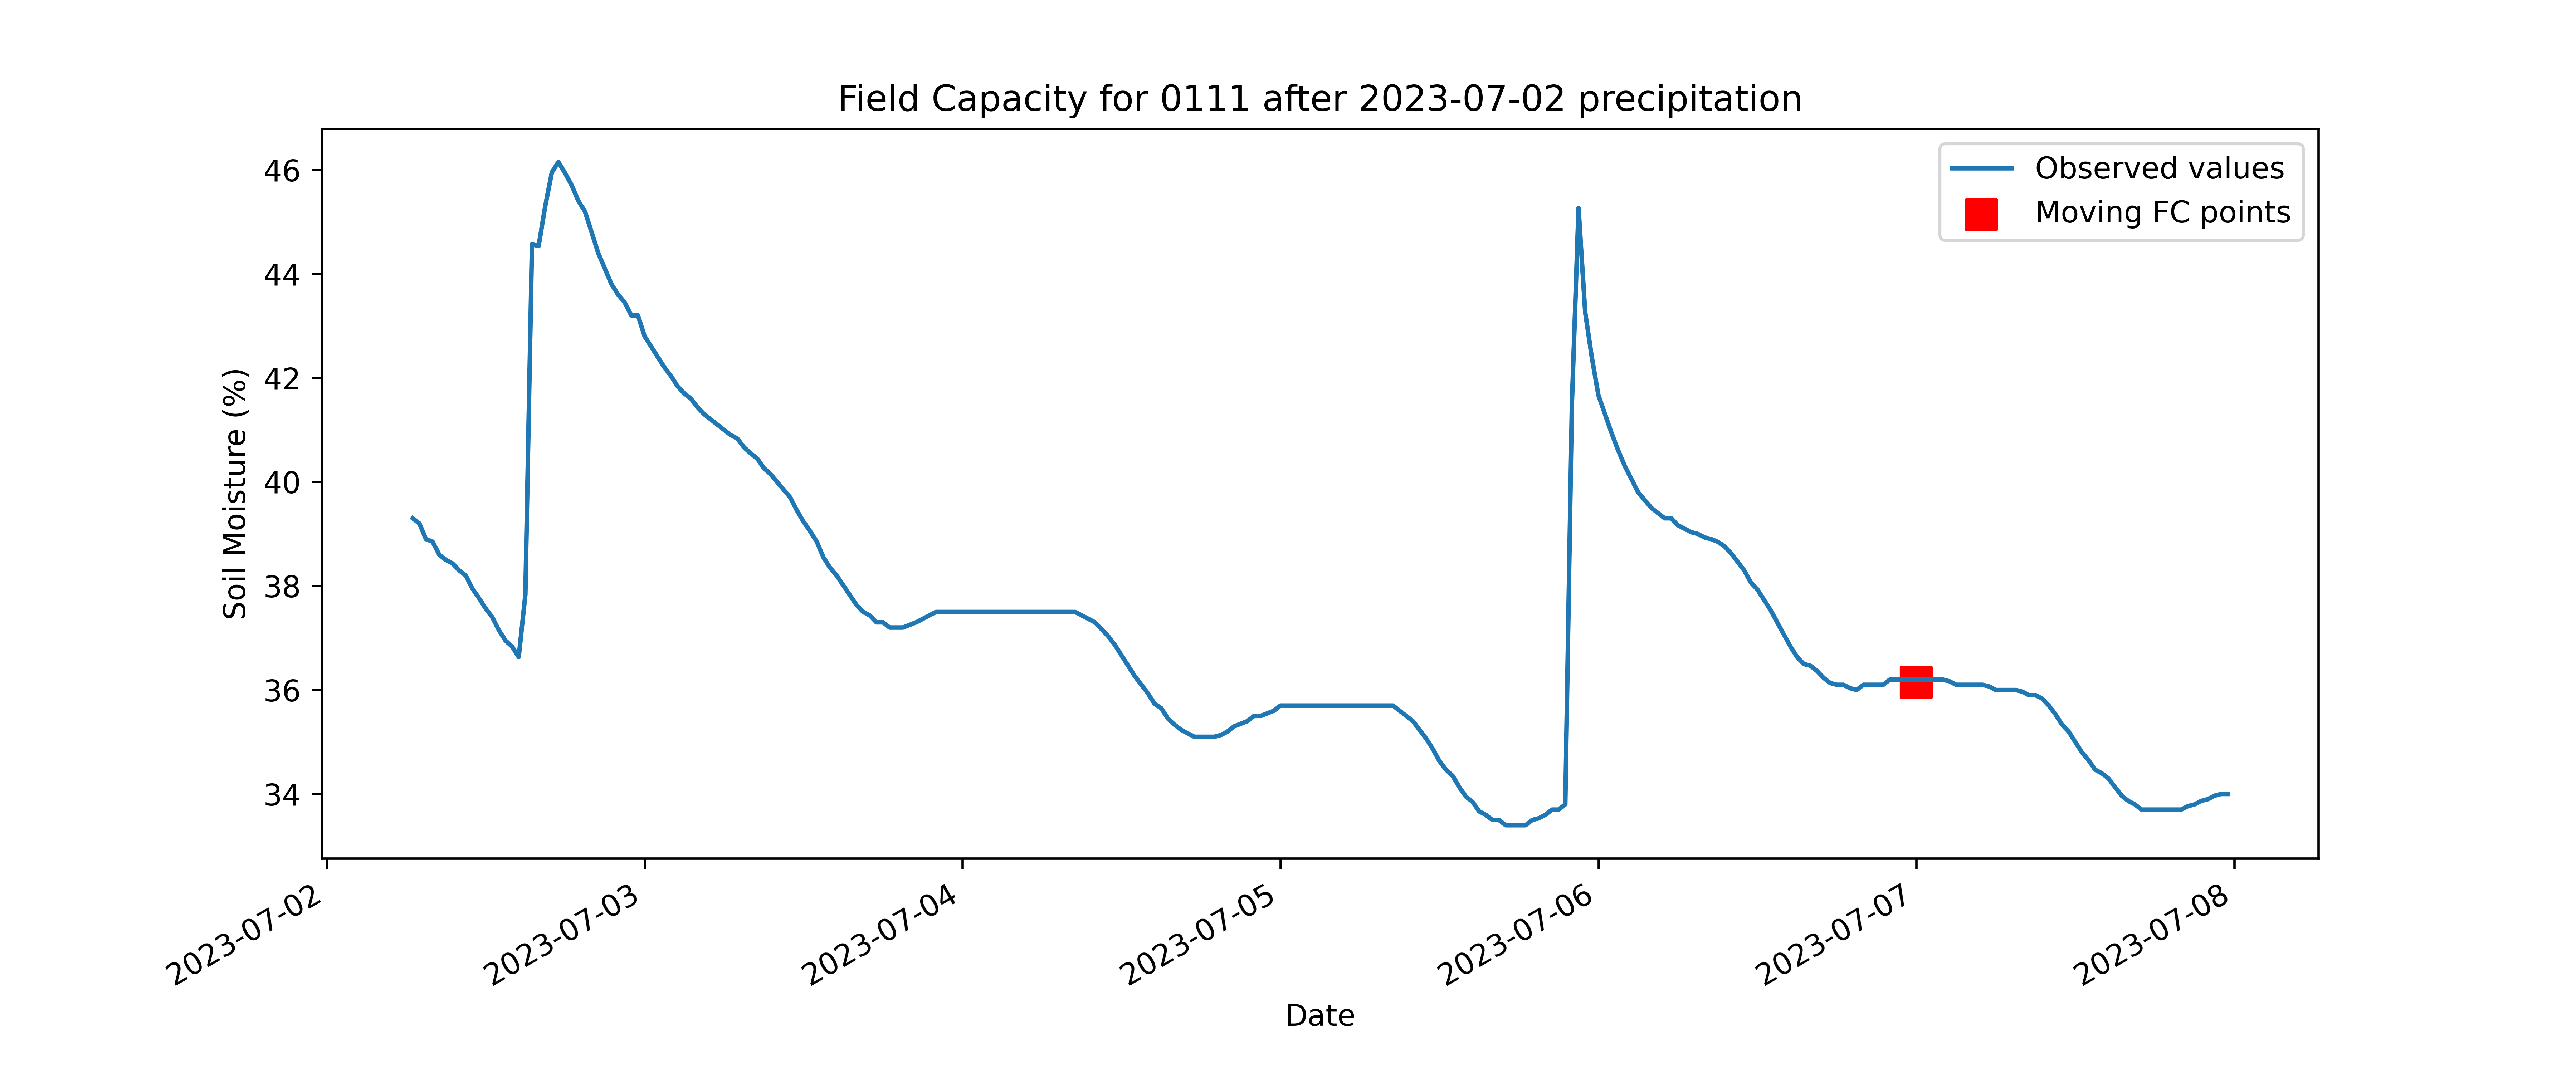 Field Capacity for 0111 after 2023-07-02 precipitation
Observed values
Moving FC points
Soil Moisture (%)
46
44
42
40
38
36
34
2023-07-02
2023-07-03
2023-07-04
2023-07-05
2023-07-06
2023-07-07
2023-07-08
Date